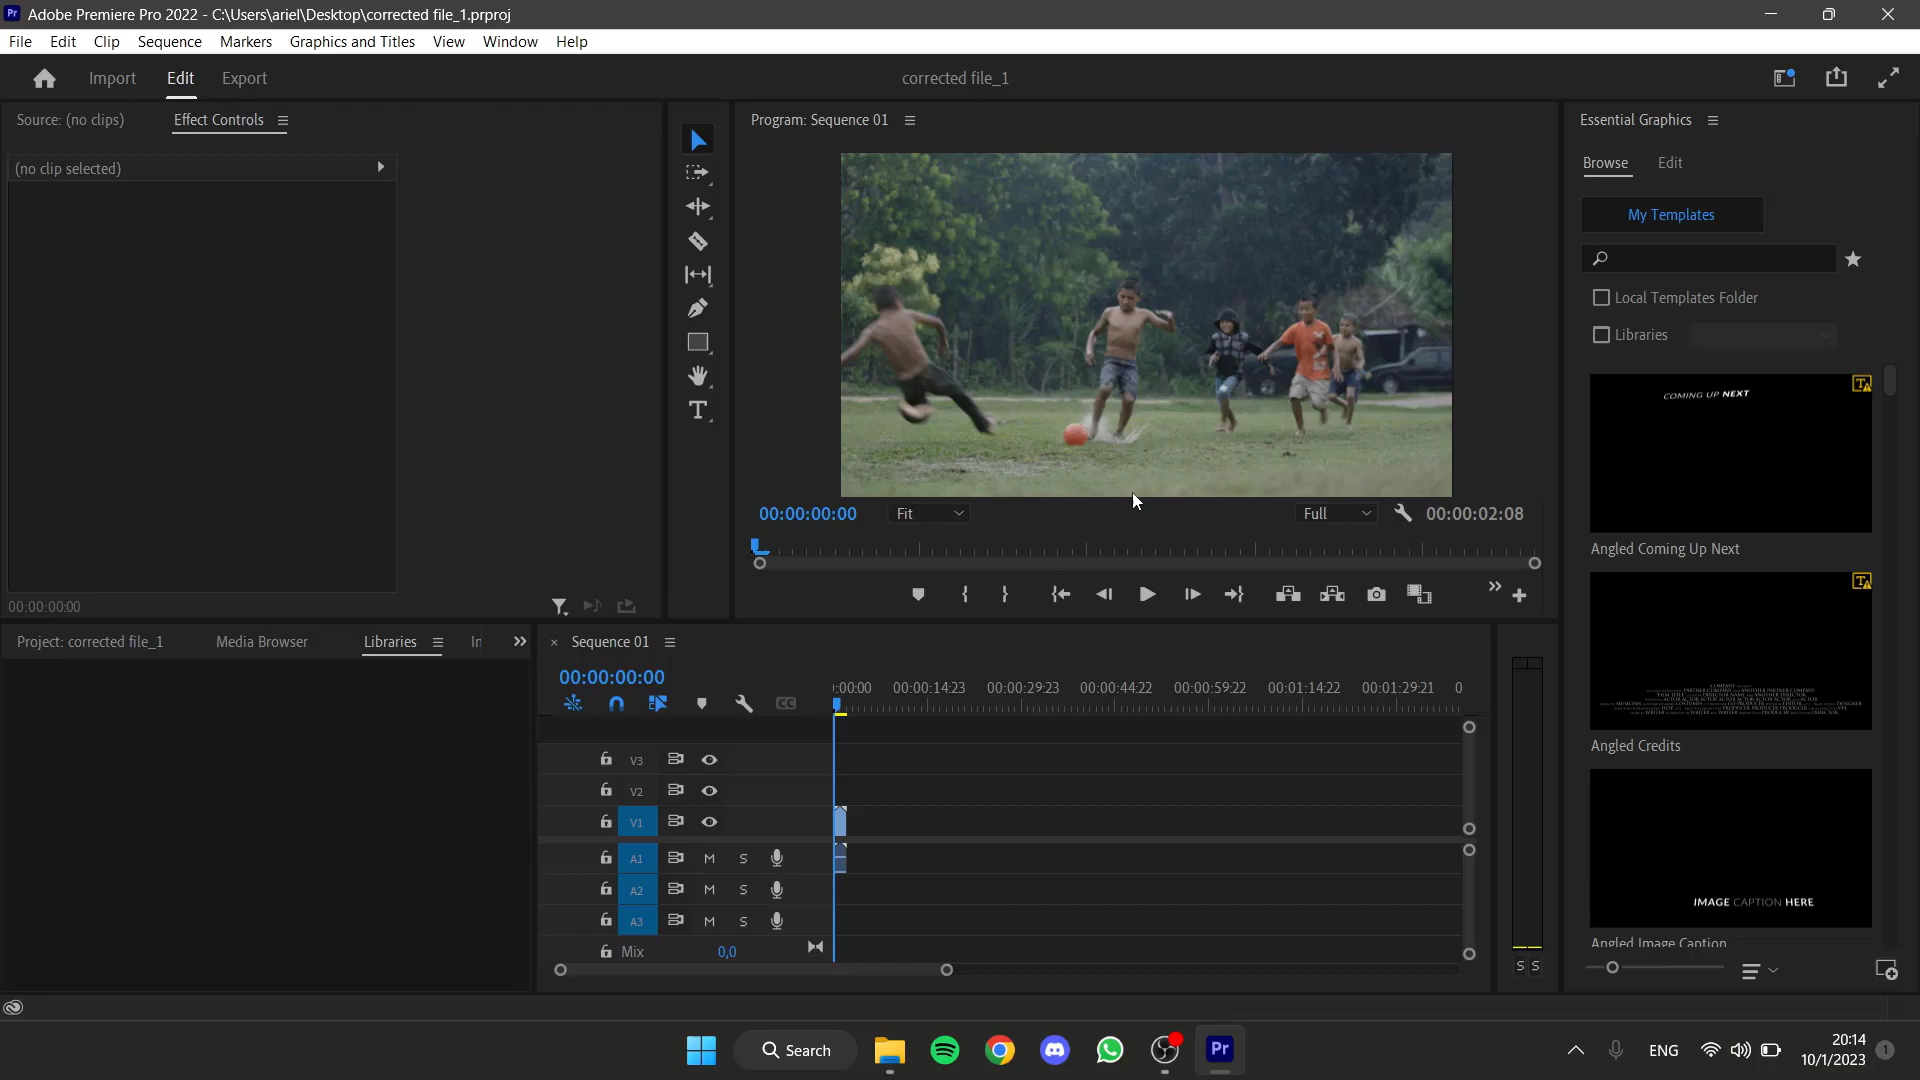 Pr Adobe Premiere Pro 2022 - C:\Users\ariel\Desktop\corrected file_1.prproj
File Edit Clip Sequence Markers Graphics and Titles View Window Help
Import Edit Export corrected file_1
Source: (no clips) Effect Controls
Program: Sequence 01
Essential Graphics
(no clip selected)
Browse Edit
My Templates
Local Templates Folder
Libraries
COMING UP NEXT
Angled Coming Up Next
00:00:00:00 Fit Full 00:00:02:08
00:00:00:00
Project: corrected file_1 Media Browser Libraries In
Sequence 01
00:00:00:00
:00:00 00:00:14:23 00:00:29:23 00:00:44:22 00:00:59:22 00:01:14:22 00:01:29:21 0
V3
V2
V1
A1 M S
A2 M S
A3 M S
Mix 0,0
S S
Angled Credits
IMAGE CAPTION HERE
Angled Image Caption
Search Pr ENG 20:14
10/1/2023 1